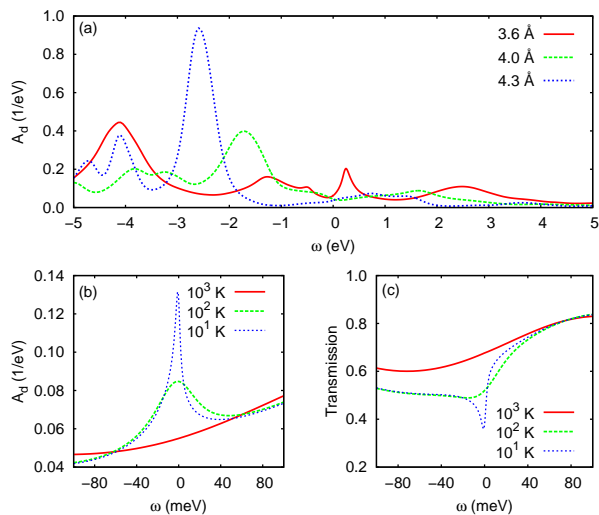 (a)
3.6 Å
4.0 Å
4.3 Å
A_d (1/eV)
1.0
0.8
0.6
0.4
0.2
0.0
−5 −4 −3 −2 −1 0 1 2 3 4 5
ω (eV)
(b)
10³ K
10² K
10¹ K
A_d (1/eV)
0.14
0.12
0.10
0.08
0.06
0.04
−80 −40 0 40 80
ω (meV)
(c)
Transmission
1.0
0.8
0.6
0.4
0.2
10³ K
10² K
10¹ K
−80 −40 0 40 80
ω (meV)